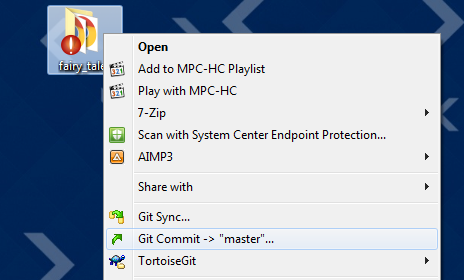 fairy_tale
Open
Add to MPC-HC Playlist
Play with MPC-HC
7-Zip
Scan with System Center Endpoint Protection...
AIMP3
Share with
Git Sync...
Git Commit -> "master"...
TortoiseGit